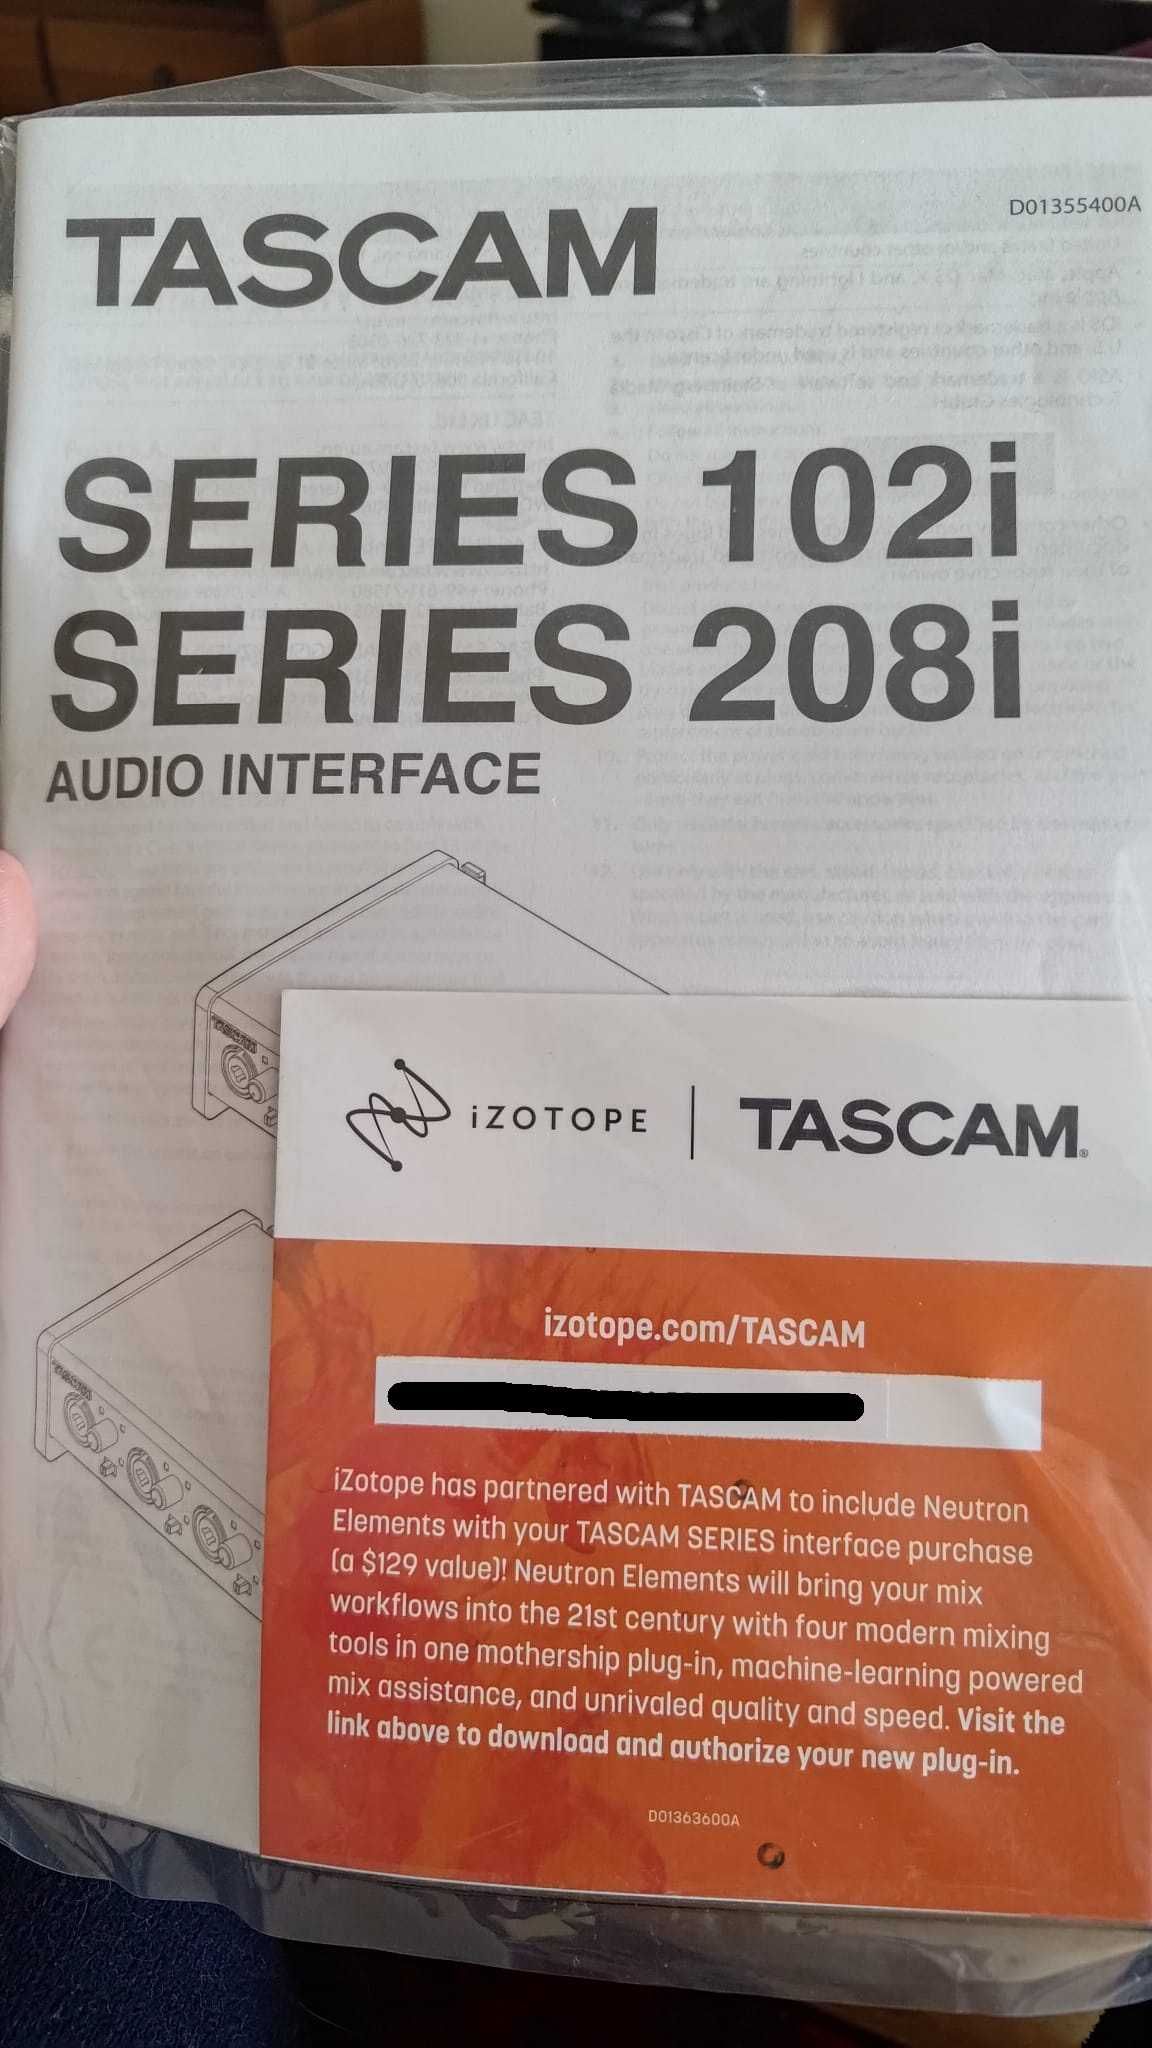 TASCAM
D01355400A
SERIES 102i
SERIES 208i
AUDIO INTERFACE
TASCAM
TASCAM
iZOTOPE | TASCAM®
izotope.com/TASCAM
iZotope has partnered with TASCAM to include Neutron
Elements with your TASCAM SERIES interface purchase
(a $129 value)! Neutron Elements will bring your mix
workflows into the 21st century with four modern mixing
tools in one mothership plug-in, machine-learning powered
mix assistance, and unrivaled quality and speed. Visit the
link above to download and authorize your new plug-in.
D01363600A